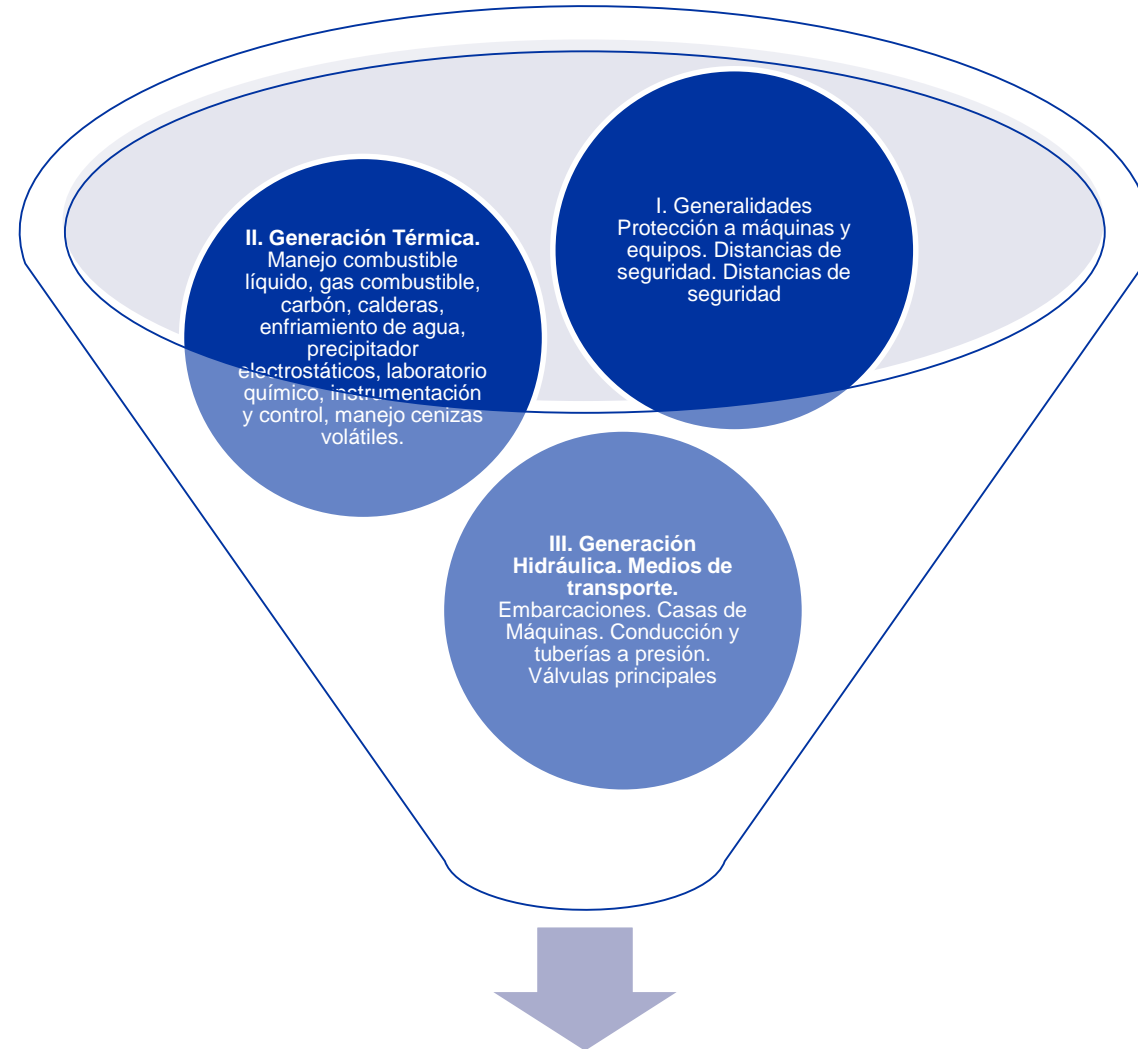 I. Generalidades
Protección a máquinas y
equipos. Distancias de
seguridad. Distancias de
seguridad
II. Generación Térmica.
Manejo combustible
líquido, gas combustible,
carbón, calderas,
enfriamiento de agua,
precipitador
electrostáticos, laboratorio
químico, instrumentación
y control, manejo cenizas
volátiles.
III. Generación
Hidráulica. Medios de
transporte.
Embarcaciones. Casas de
Máquinas. Conducción y
tuberías a presión.
Válvulas principales